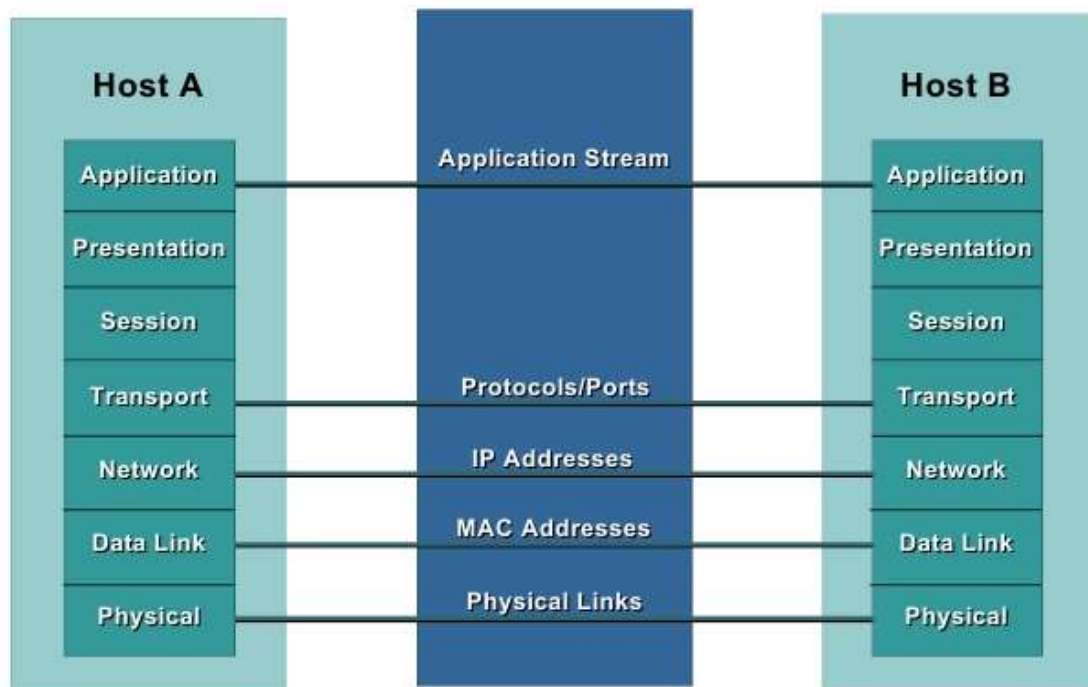 Host A
Application
Presentation
Session
Transport
Network
Data Link
Physical
Application Stream
Protocols/Ports
IP Addresses
MAC Addresses
Physical Links
Host B
Application
Presentation
Session
Transport
Network
Data Link
Physical